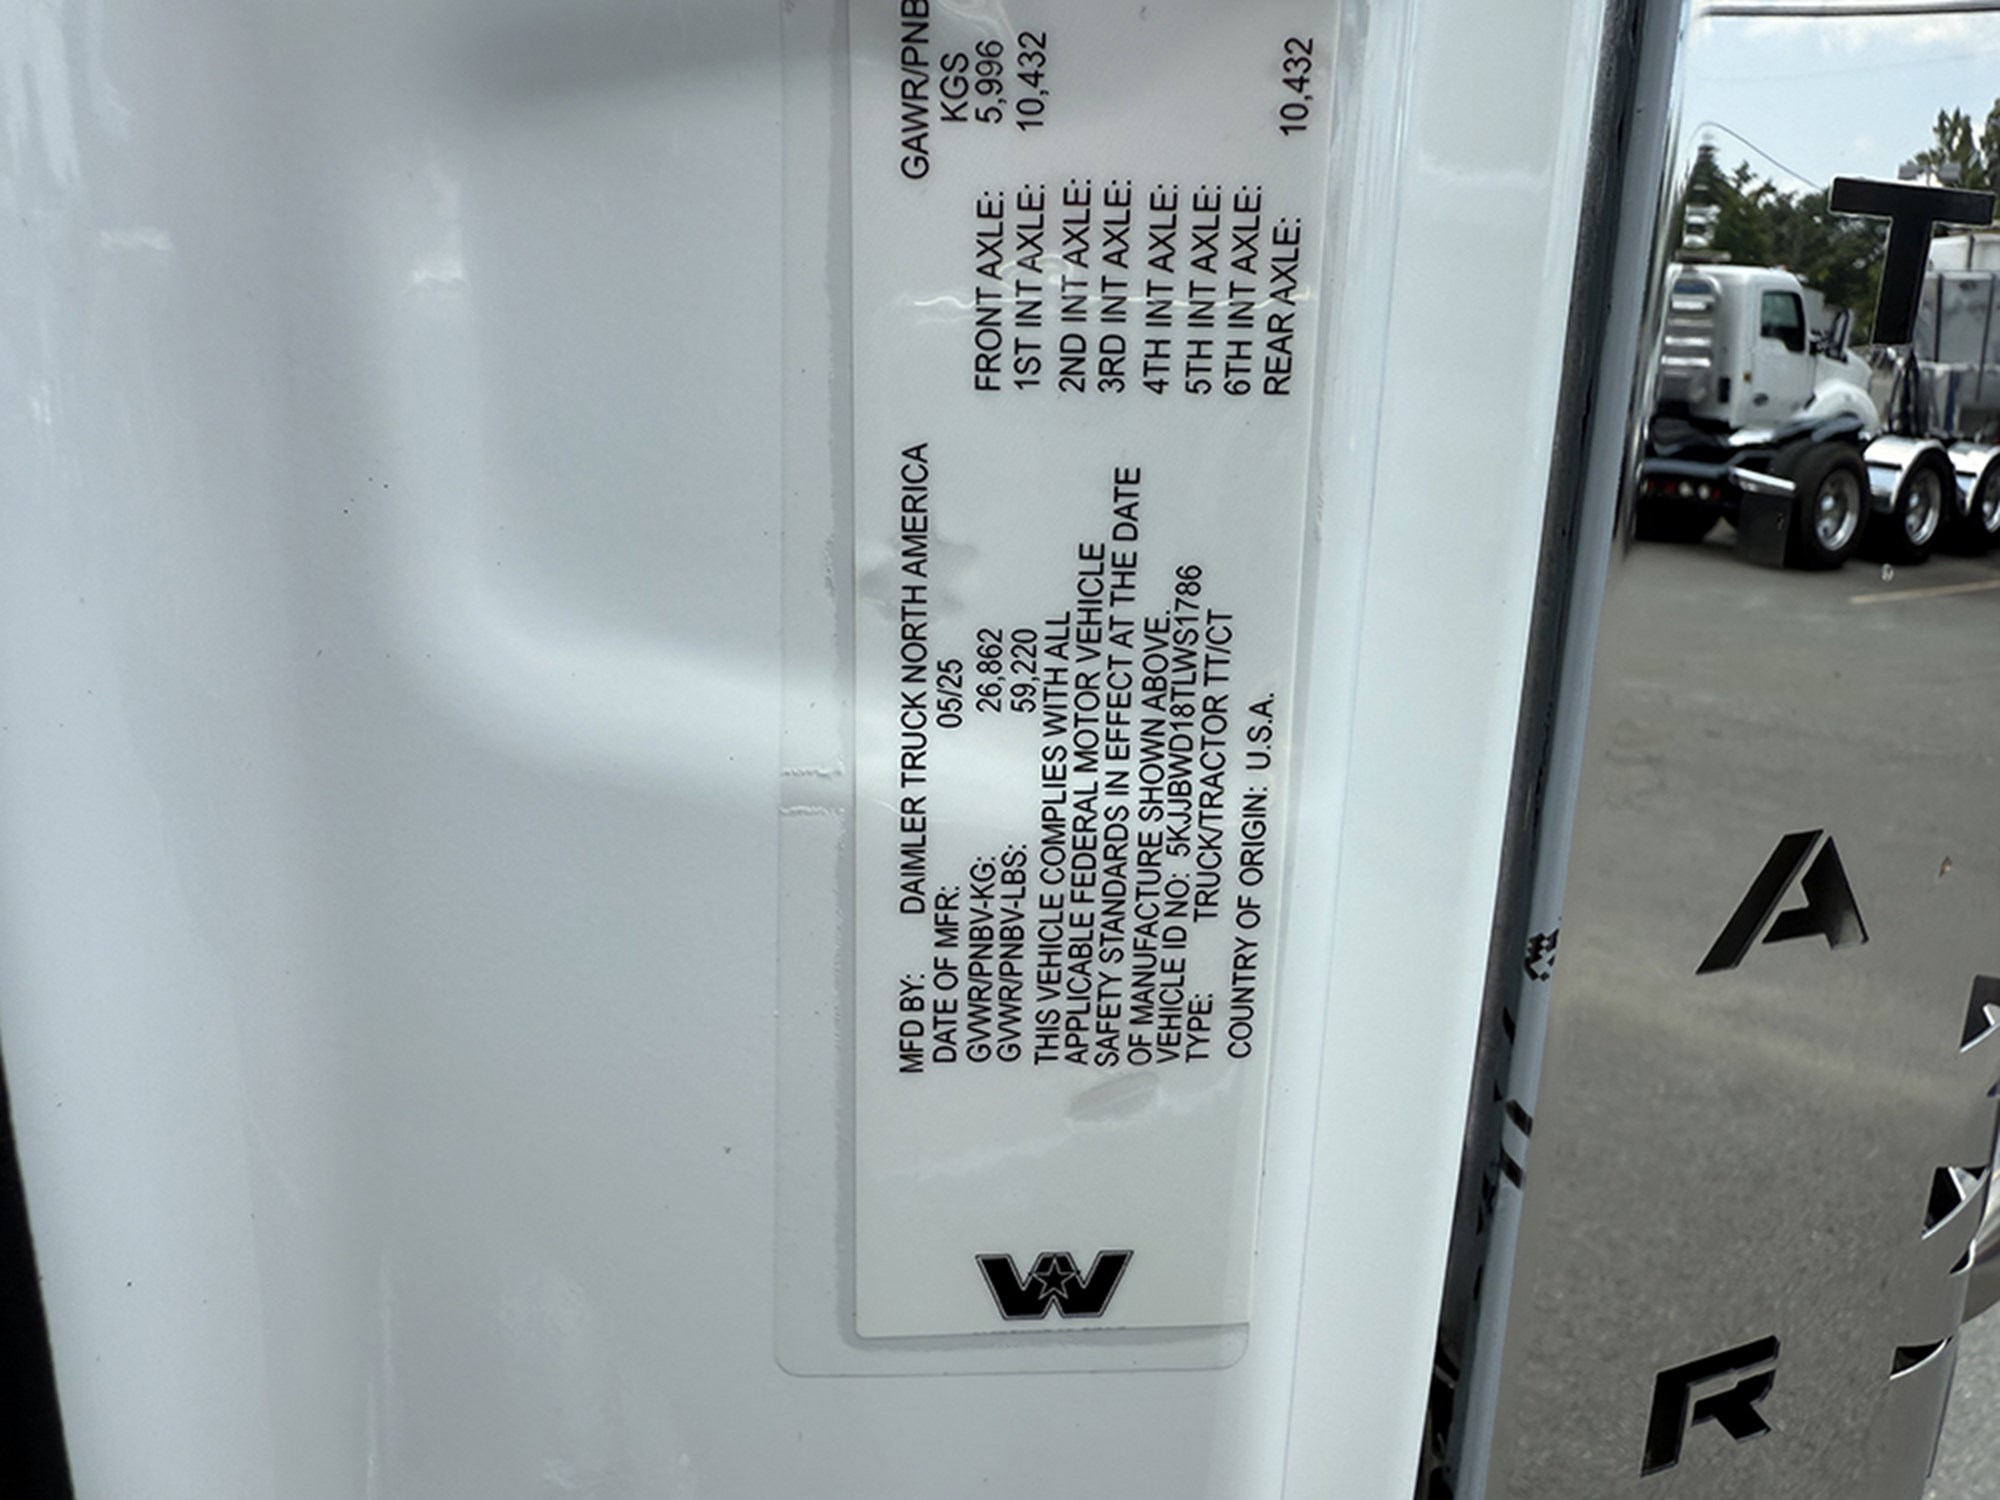 MFD BY: DAIMLER TRUCK NORTH AMERICA
DATE OF MFR: 05/25
GVWR/PNBV-KG: 26,862
GVWR/PNBV-LBS: 59,220
THIS VEHICLE COMPLIES WITH ALL
APPLICABLE FEDERAL MOTOR VEHICLE
SAFETY STANDARDS IN EFFECT AT THE DATE
OF MANUFACTURE SHOWN ABOVE.
VEHICLE ID NO: 5KJJBWD18TLWS1786
TYPE: TRUCK/TRACTOR TT/CT
COUNTRY OF ORIGIN: U.S.A.
GAWR/PNB
KGS
FRONT AXLE: 5,996
1ST INT AXLE: 10,432
2ND INT AXLE:
3RD INT AXLE:
4TH INT AXLE:
5TH INT AXLE:
6TH INT AXLE:
REAR AXLE: 10,432
W
T
A
R